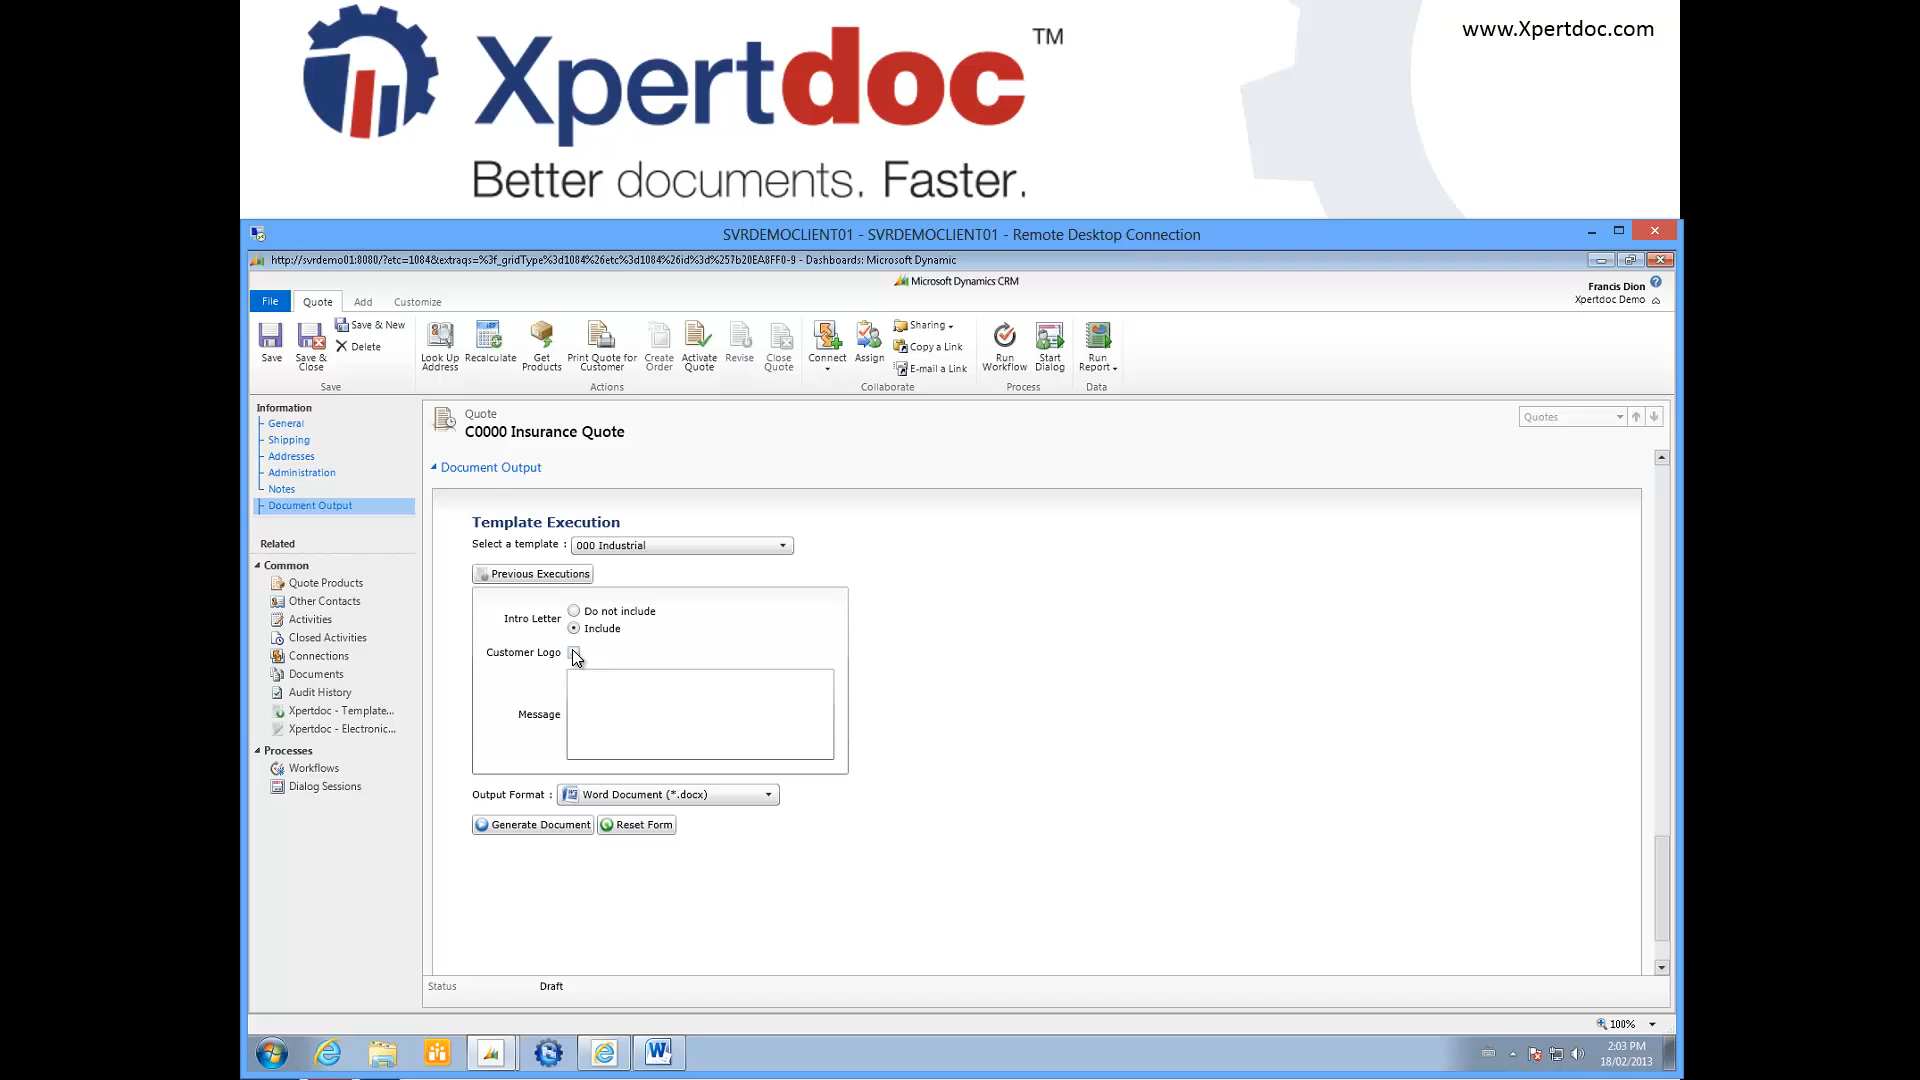 www.Xpertdoc.com
Xpertdoc™
Better documents. Faster.
SVRDEMOCLIENT01 - SVRDEMOCLIENT01 - Remote Desktop Connection
http://svrdemo01:8080/?etc=1084&extraqs=%3f_gridType%3d1084%26etc%3d1084%26id%3d%257b20EA8FF0-9 - Dashboards: Microsoft Dynamic
Microsoft Dynamics CRM
Francis Dion
Xpertdoc Demo
File
Quote
Add
Customize
Save
Save & Close
Save & New
Delete
Save
Look Up Address
Recalculate
Get Products
Print Quote for Customer
Create Order
Activate Quote
Revise
Close Quote
Actions
Connect
Assign
Sharing
Copy a Link
E-mail a Link
Collaborate
Run Workflow
Start Dialog
Process
Run Report
Data
Information
General
Shipping
Addresses
Administration
Notes
Document Output
Related
Common
Quote Products
Other Contacts
Activities
Closed Activities
Connections
Documents
Audit History
Xpertdoc - Template...
Xpertdoc - Electronic...
Processes
Workflows
Dialog Sessions
Quote
C0000 Insurance Quote
Quotes
Document Output
Template Execution
Select a template :
000 Industrial
Previous Executions
Intro Letter
Do not include
Include
Customer Logo
Message
Output Format :
Word Document (*.docx)
Generate Document
Reset Form
Status
Draft
100%
2:03 PM
18/02/2013